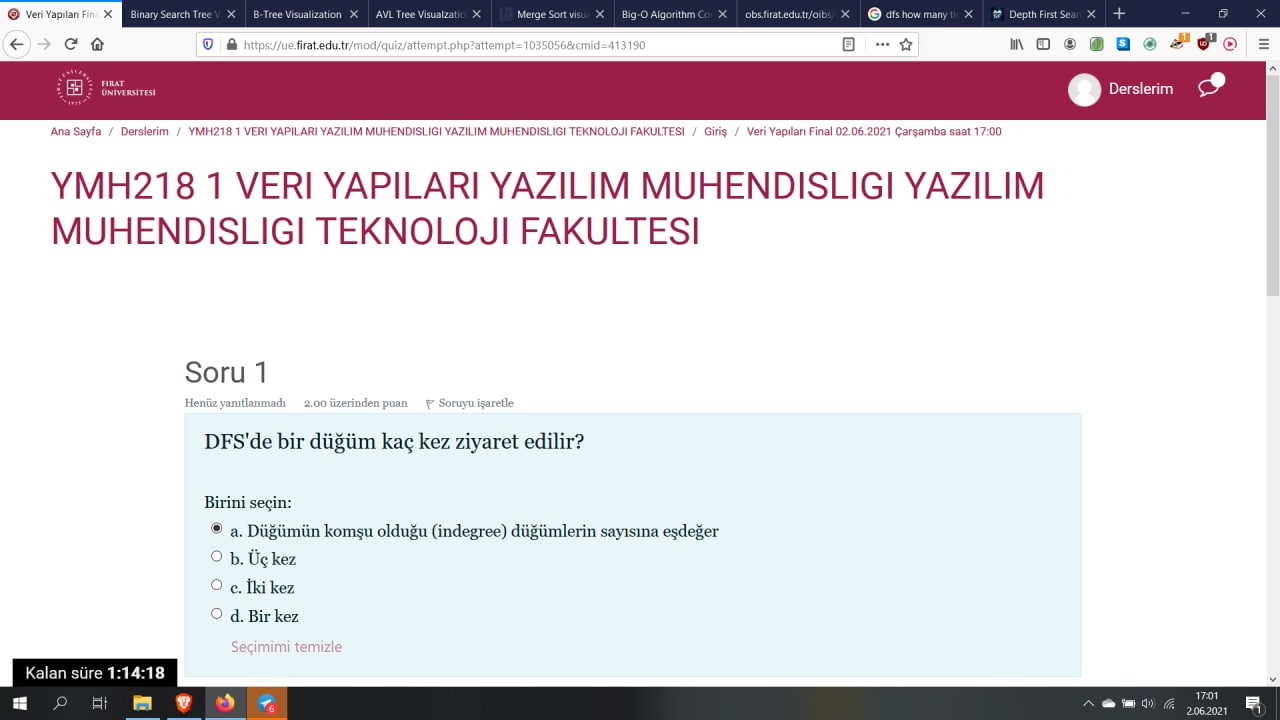 Veri Yapıları Fina
Binary Search Tree V
B-Tree Visualization
AVL Tree Visualzatio
Merge Sort visu
Big-O Algorithm Co
obs.firat.edu.tr/oibs/
dfs how many ti
Depth First Sear
https://ue.firat.edu.tr/mod/quiz/attempt.php?attempt=1035056&cmid=413190
FIRAT
ÜNİVERSİTESİ
Derslerim
Ana Sayfa / Derslerim / YMH218 1 VERI YAPILARI YAZILIM MUHENDISLIGI YAZILIM MUHENDISLIGI TEKNOLOJI FAKULTESI / Giriş / Veri Yapıları Final 02.06.2021 Çarşamba saat 17:00
YMH218 1 VERI YAPILARI YAZILIM MUHENDISLIGI YAZILIM
MUHENDISLIGI TEKNOLOJI FAKULTESI
Soru 1
Henüz yanıtlanmadı 2.00 üzerinden puan Soruyu işaretle
DFS'de bir düğüm kaç kez ziyaret edilir?
Birini seçin:
a. Düğümün komşu olduğu (indegree) düğümlerin sayısına eşdeğer
b. Üç kez
c. İki kez
d. Bir kez
Seçimimi temizle
Kalan süre 1:14:18
17:01
2.06.2021